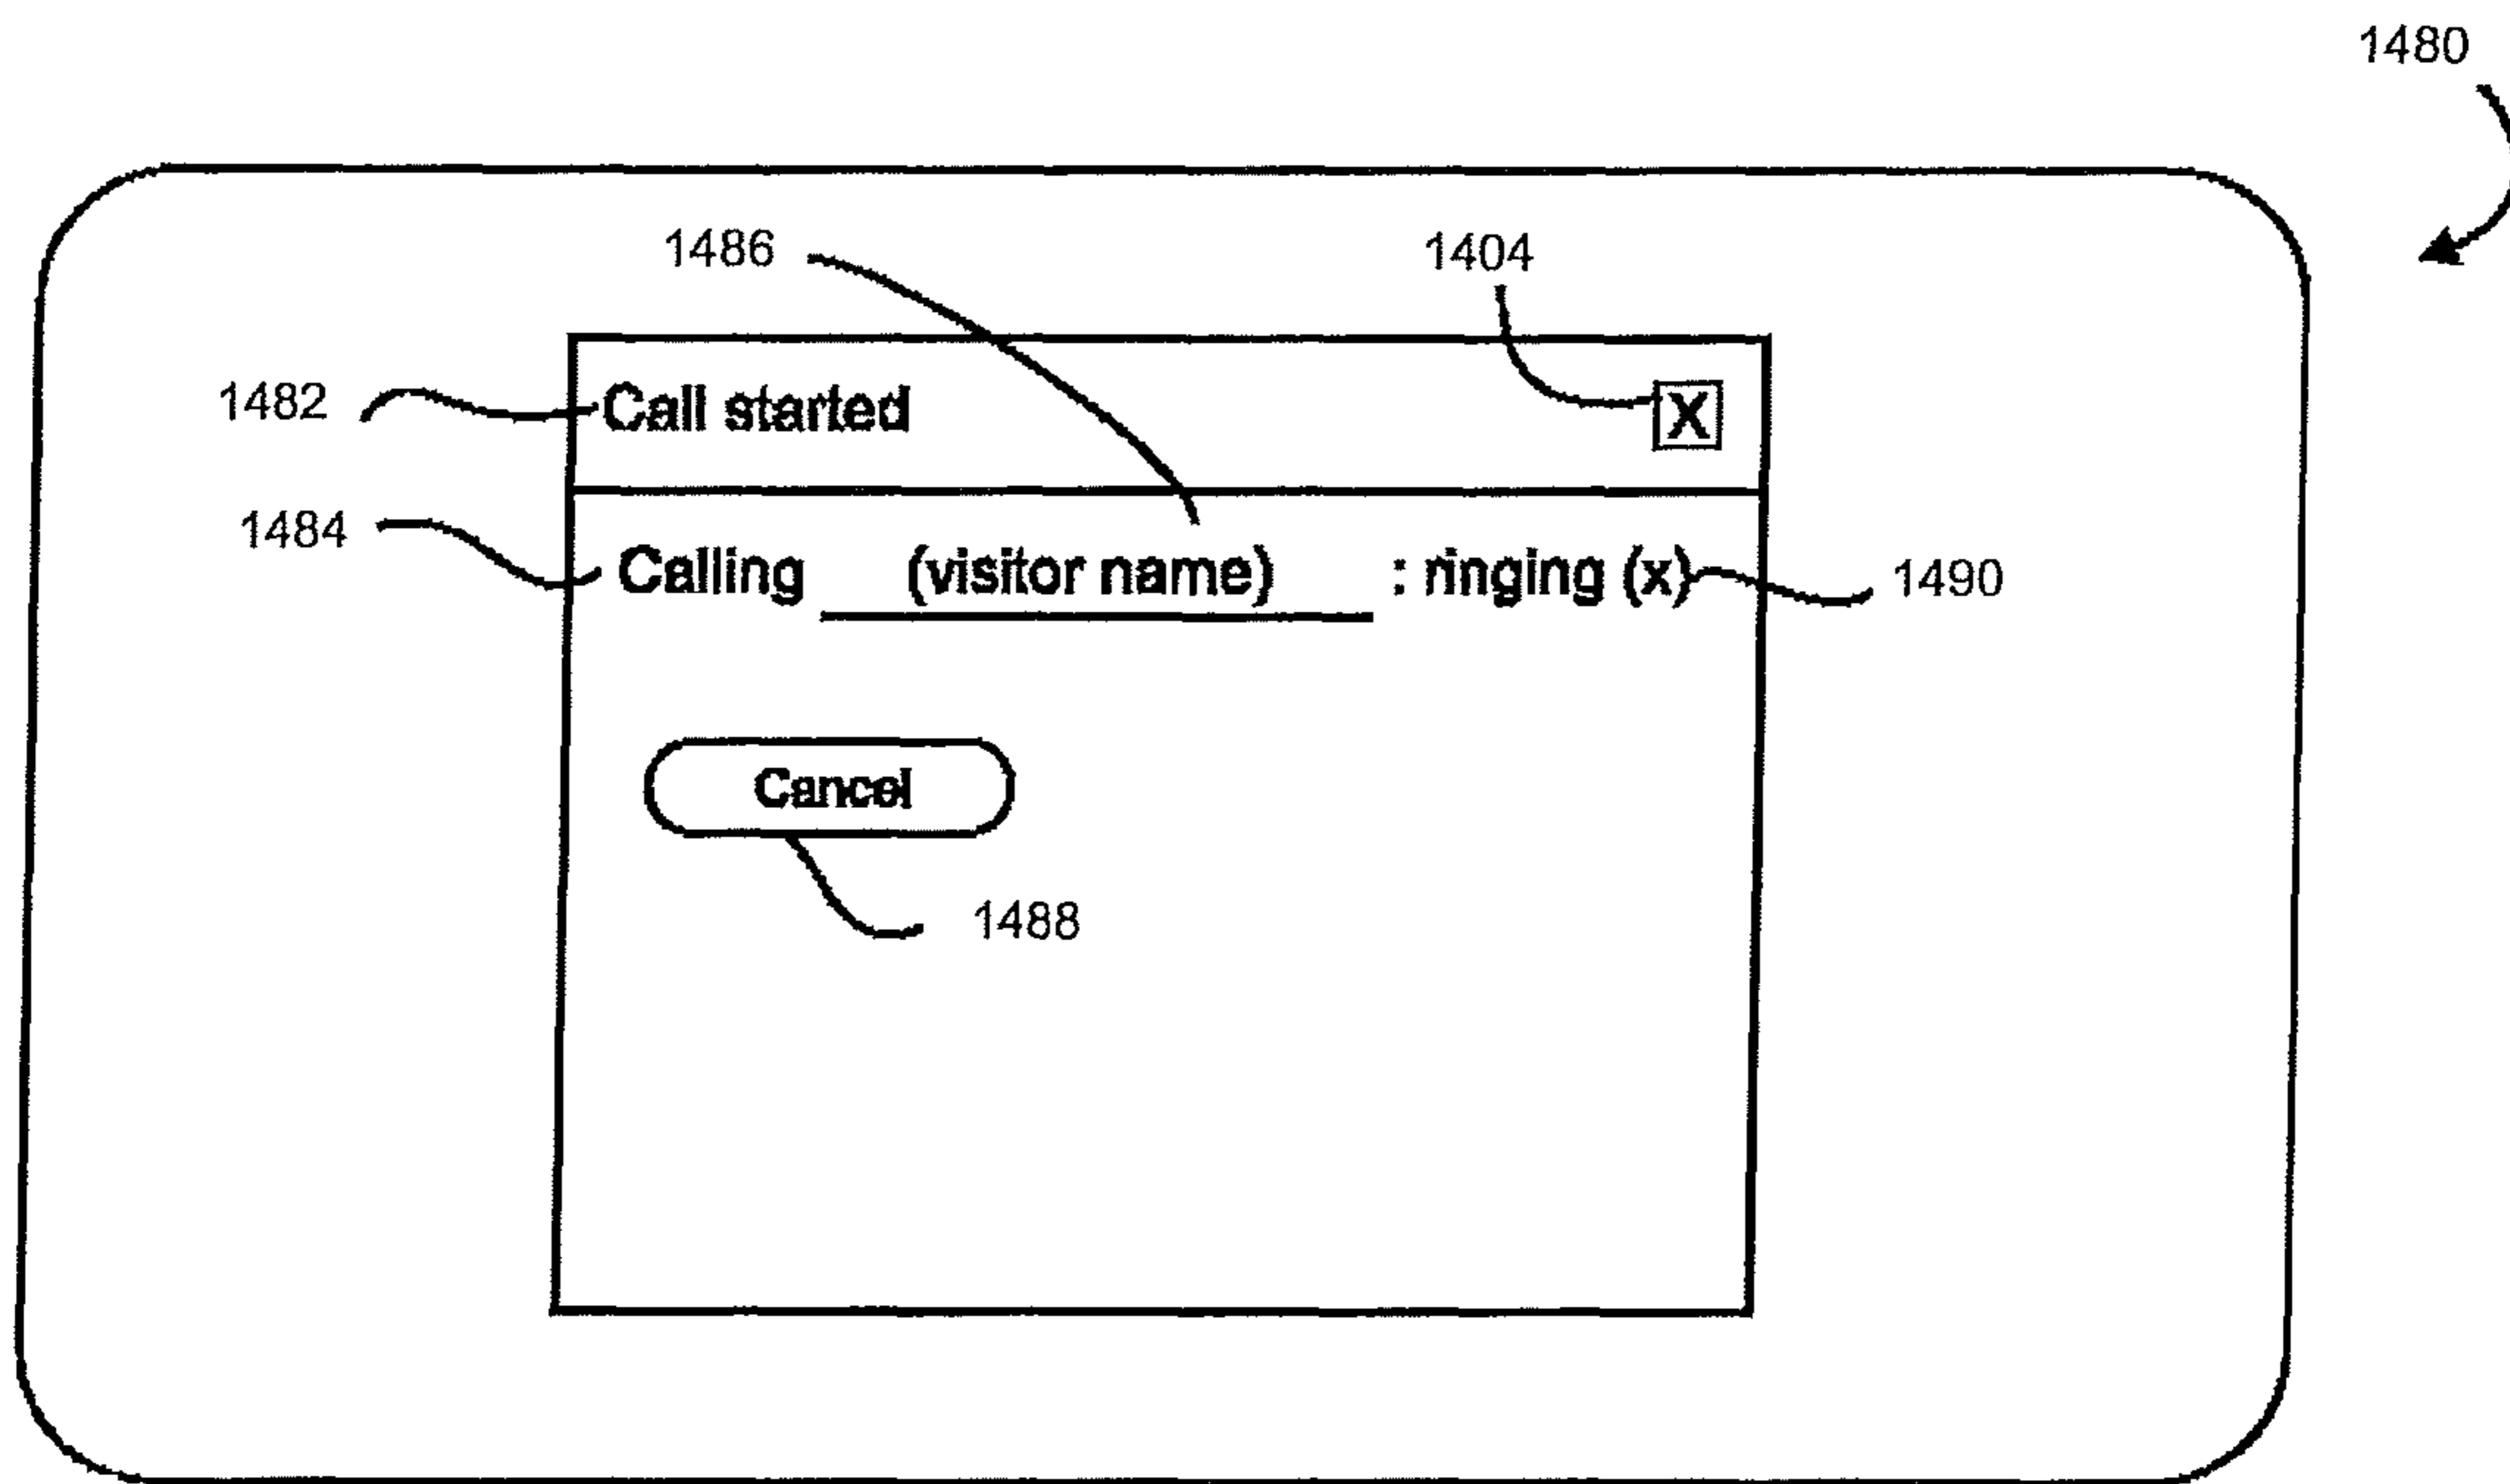 1480
1486
1404
1482
Call started
X
1484
Calling (visitor name) : ringing (x)
1490
Cancel
1488